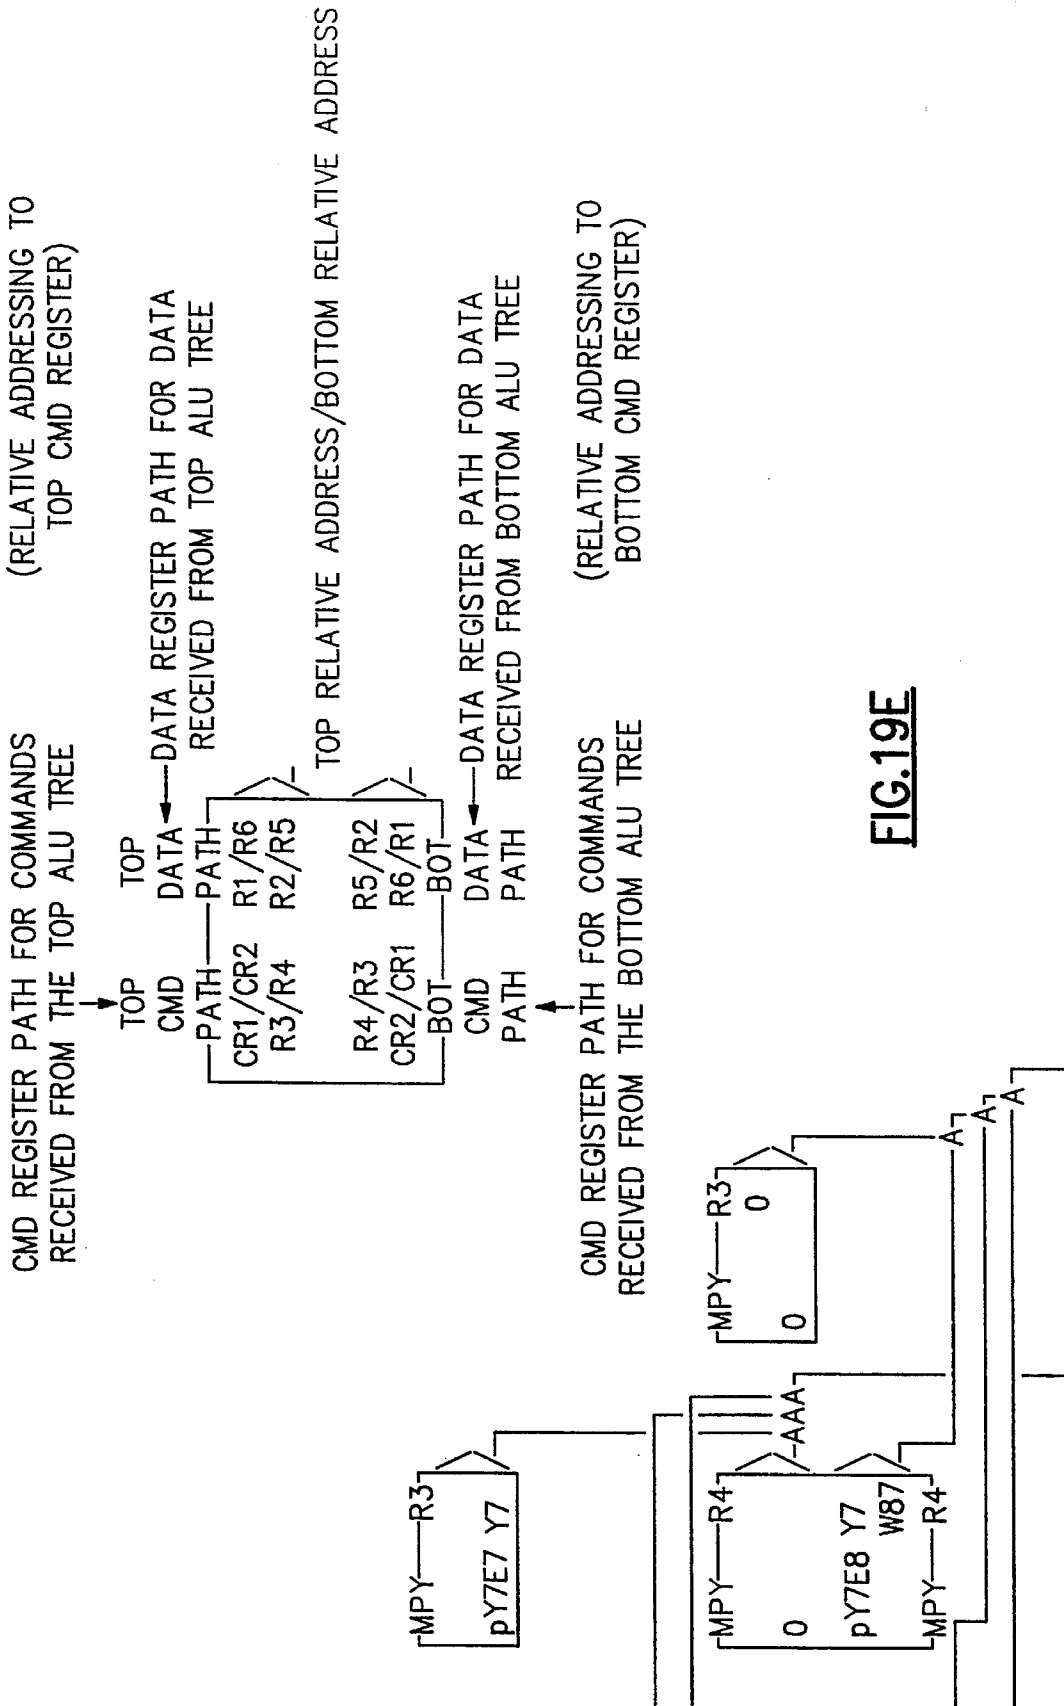 CMD REGISTER PATH FOR COMMANDS
RECEIVED FROM THE TOP ALU TREE
(RELATIVE ADDRESSING TO
TOP CMD REGISTER)
TOP TOP
CMD DATA
DATA REGISTER PATH FOR DATA
RECEIVED FROM TOP ALU TREE
PATH PATH
CR1/CR2 R1/R6
R3/R4 R2/R5
TOP RELATIVE ADDRESS/BOTTOM RELATIVE ADDRESS
R4/R3 R5/R2
CR2/CR1 R6/R1
BOT BOT
CMD DATA
PATH PATH
DATA REGISTER PATH FOR DATA
RECEIVED FROM BOTTOM ALU TREE
CMD REGISTER PATH FOR COMMANDS
RECEIVED FROM THE BOTTOM ALU TREE
(RELATIVE ADDRESSING TO
BOTTOM CMD REGISTER)
MPY R3
pY7E7 Y7
MPY R4
0
pY7E8 Y7
W87
MPY R4
AAA
MPY R3
0 0
A
A
A
FIG.19E